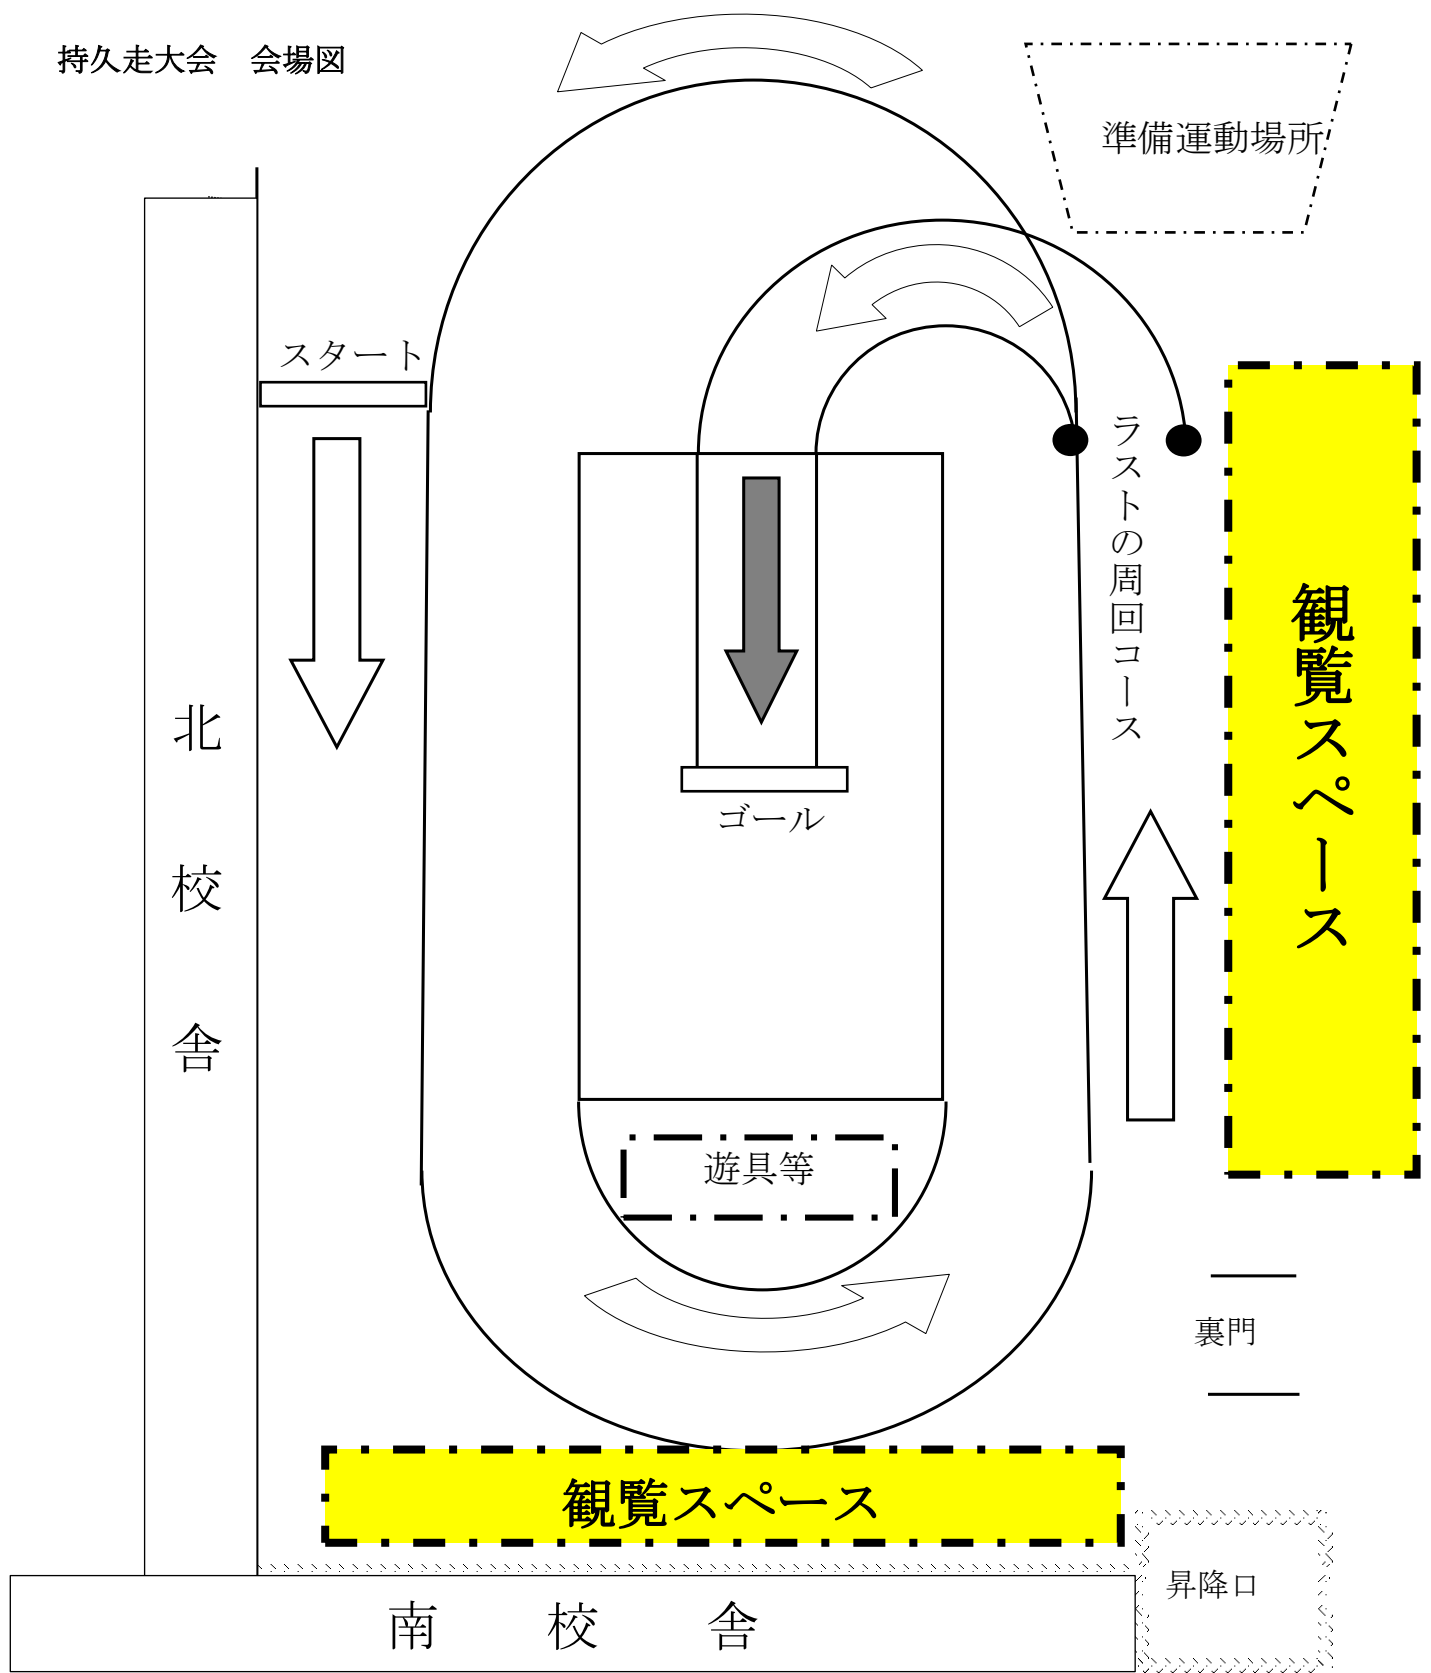 持久走大会　会場図
準備運動場所
スタート
ラストの周回コース
観覧スペース
北校舎
ゴール
遊具等
裏門
観覧スペース
昇降口
南校舎